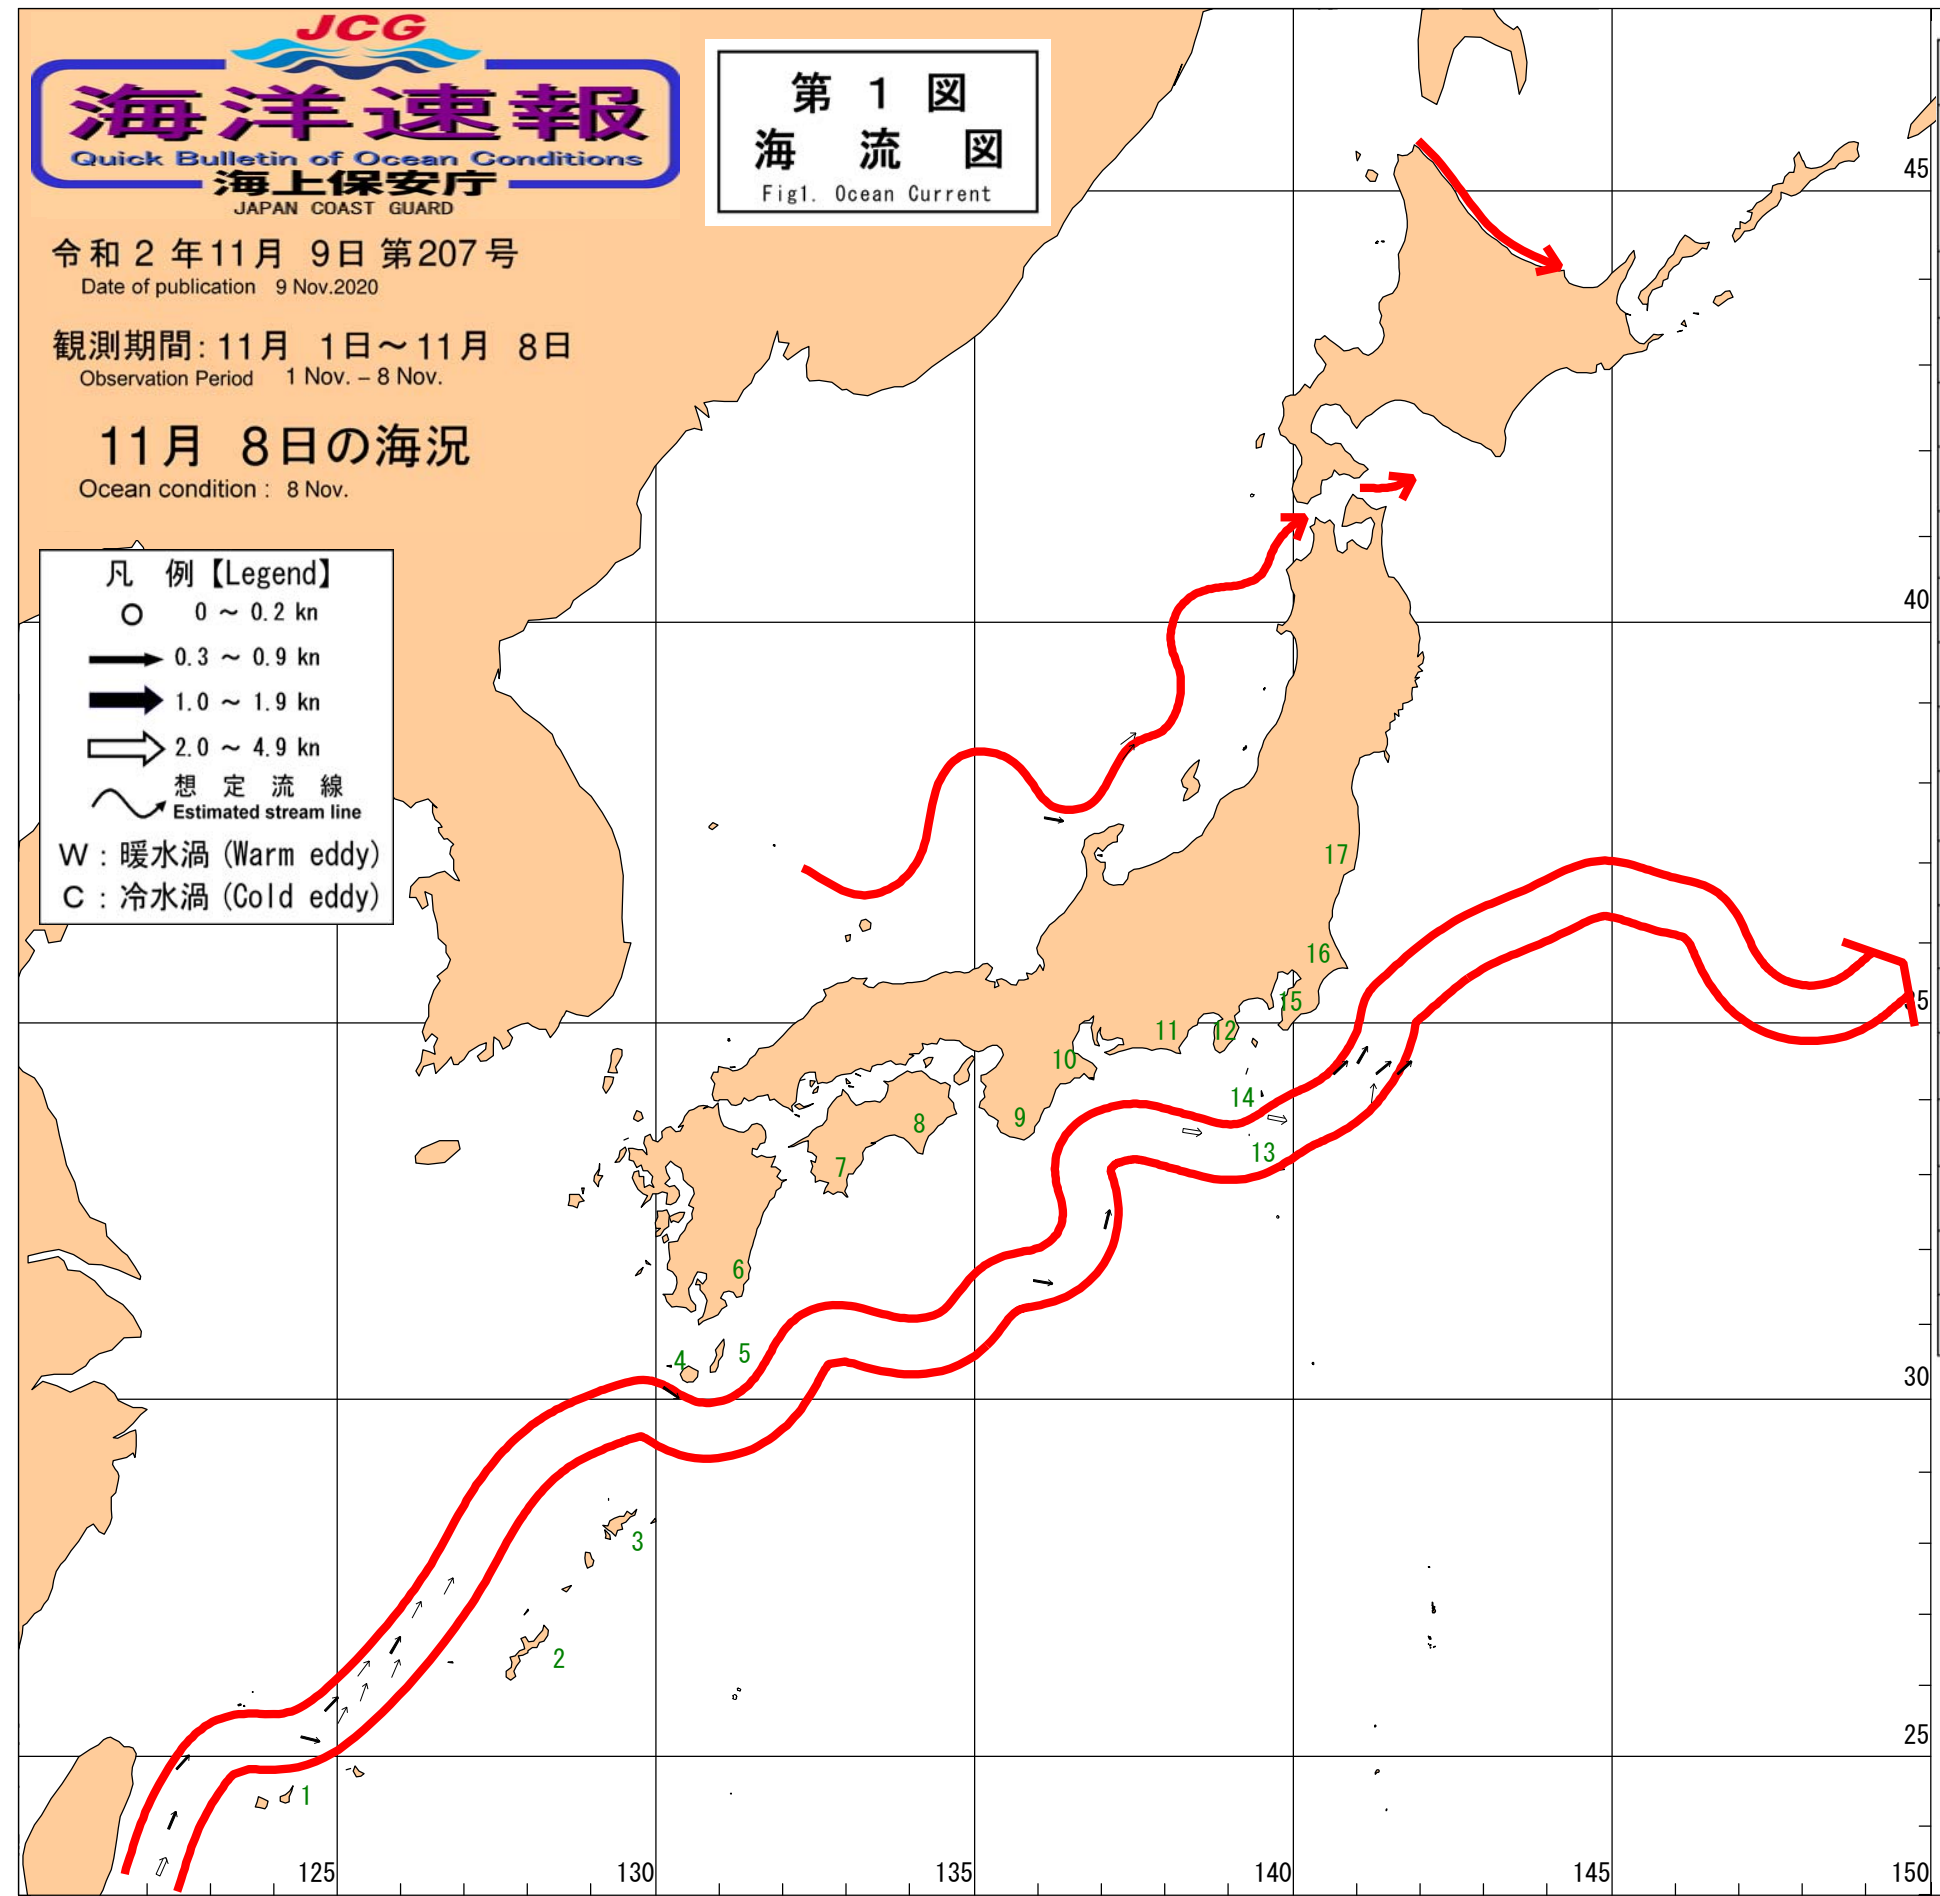 JCG
海洋速報
Quick Bulletin of Ocean Conditions
海上保安庁
JAPAN COAST GUARD
第 1 図
海 流 図
Fig1. Ocean Current
令和 2 年11月 9日 第207号
Date of publication 9 Nov.2020
観測期間: 11月 1日～11月 8日
Observation Period 1 Nov. – 8 Nov.
11月 8日の海況
Ocean condition : 8 Nov.
凡 例【Legend】
0 ～ 0.2 kn
0.3 ～ 0.9 kn
1.0 ～ 1.9 kn
2.0 ～ 4.9 kn
想 定 流 線
Estimated stream line
W : 暖水渦 (Warm eddy)
C : 冷水渦 (Cold eddy)
45
40
17
16
15
35
12
11
10
14
9
8
13
7
6
5
4
30
3
2
25
1
125
130
135
140
145
150